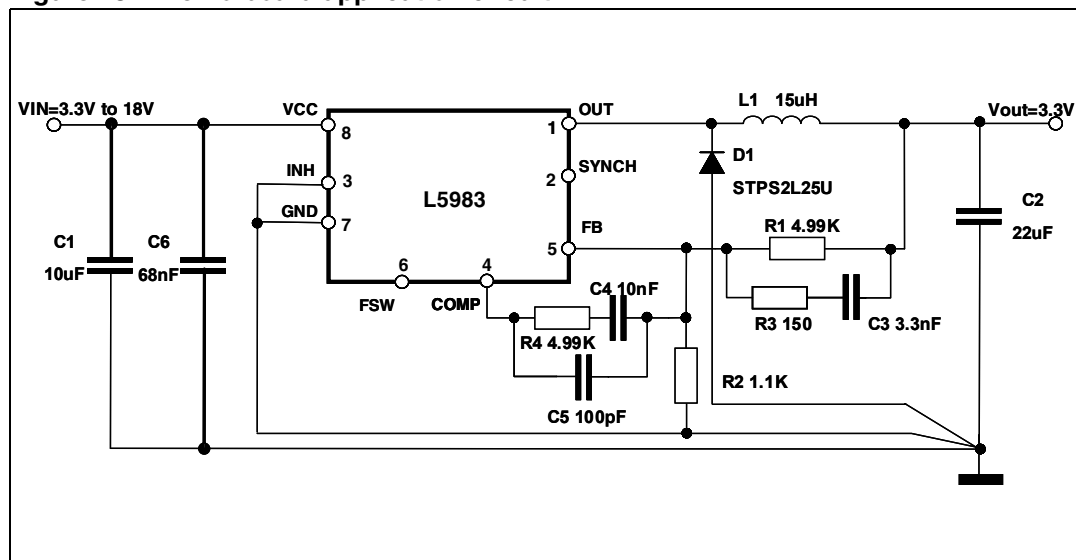 VIN=3.3V to 18V
VCC
8
INH
3
GND
7
L5983
1
OUT
2
SYNCH
FB
5
6
FSW
4
COMP
L1 15uH
Vout=3.3V
D1
STPS2L25U
C1
10uF
C6
68nF
C2
22uF
R1 4.99K
R3 150
C3 3.3nF
C4 10nF
R4 4.99K
C5 100pF
R2 1.1K